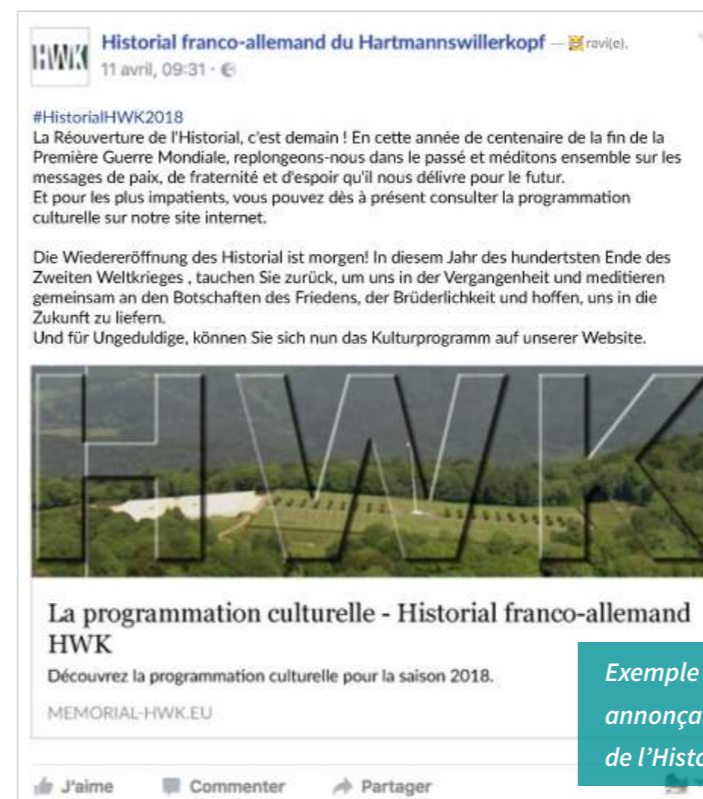 HWK
Historial franco-allemand du Hartmannswillerkopf — ravi(e).
11 avril, 09:31 ·
#HistorialHWK2018
La Réouverture de l'Historial, c'est demain ! En cette année de centenaire de la fin de la
Première Guerre Mondiale, replongeons-nous dans le passé et méditons ensemble sur les
messages de paix, de fraternité et d'espoir qu'il nous délivre pour le futur.
Et pour les plus impatients, vous pouvez dès à présent consulter la programmation
culturelle sur notre site internet.
Die Wiedereröffnung des Historial ist morgen! In diesem Jahr des hundertsten Ende des
Zweiten Weltkrieges , tauchen Sie zurück, um uns in der Vergangenheit und meditieren
gemeinsam an den Botschaften des Friedens, der Brüderlichkeit und hoffen, uns in die
Zukunft zu liefern.
Und für Ungeduldige, können Sie sich nun das Kulturprogramm auf unserer Website.
HWK
La programmation culturelle - Historial franco-allemand
HWK
Découvrez la programmation culturelle pour la saison 2018.
MEMORIAL-HWK.EU
Exemple
de
J'aime
Commenter
Partager